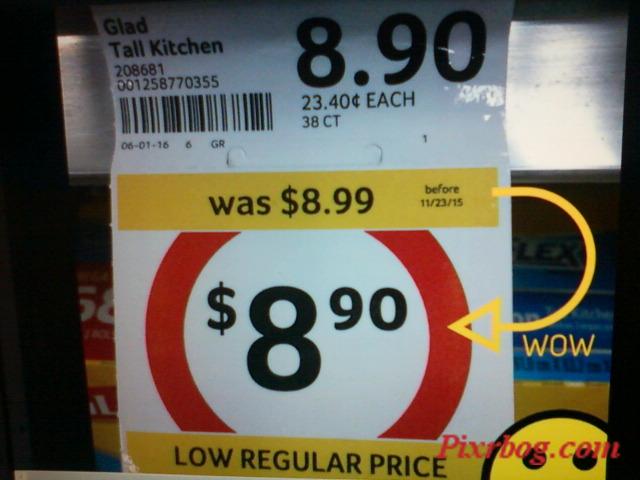 Glad
Tall Kitchen
208681
001258770355
8.90
23.40¢ EACH
38 CT
06-01-16 6 GR
1
was $8.99
before
11/23/15
$8 90
WOW
LOW REGULAR PRICE
Pixrbog.com
LEX